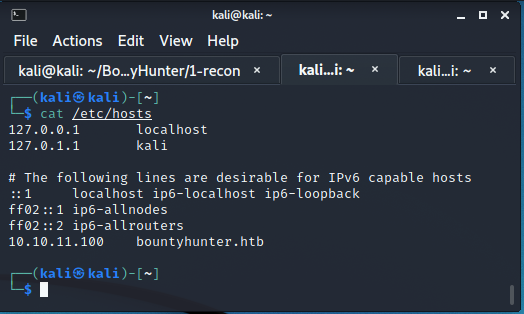 kali@kali: ~
File Actions Edit View Help
kali@kali: ~/Bo…yHunter/1-recon × kali…i: ~ × kali…i: ~ ×
┌──(kali㉿kali)-[~]
└─$ cat /etc/hosts
127.0.0.1 localhost
127.0.1.1 kali
# The following lines are desirable for IPv6 capable hosts
::1 localhost ip6-localhost ip6-loopback
ff02::1 ip6-allnodes
ff02::2 ip6-allrouters
10.10.11.100 bountyhunter.htb
┌──(kali㉿kali)-[~]
└─$